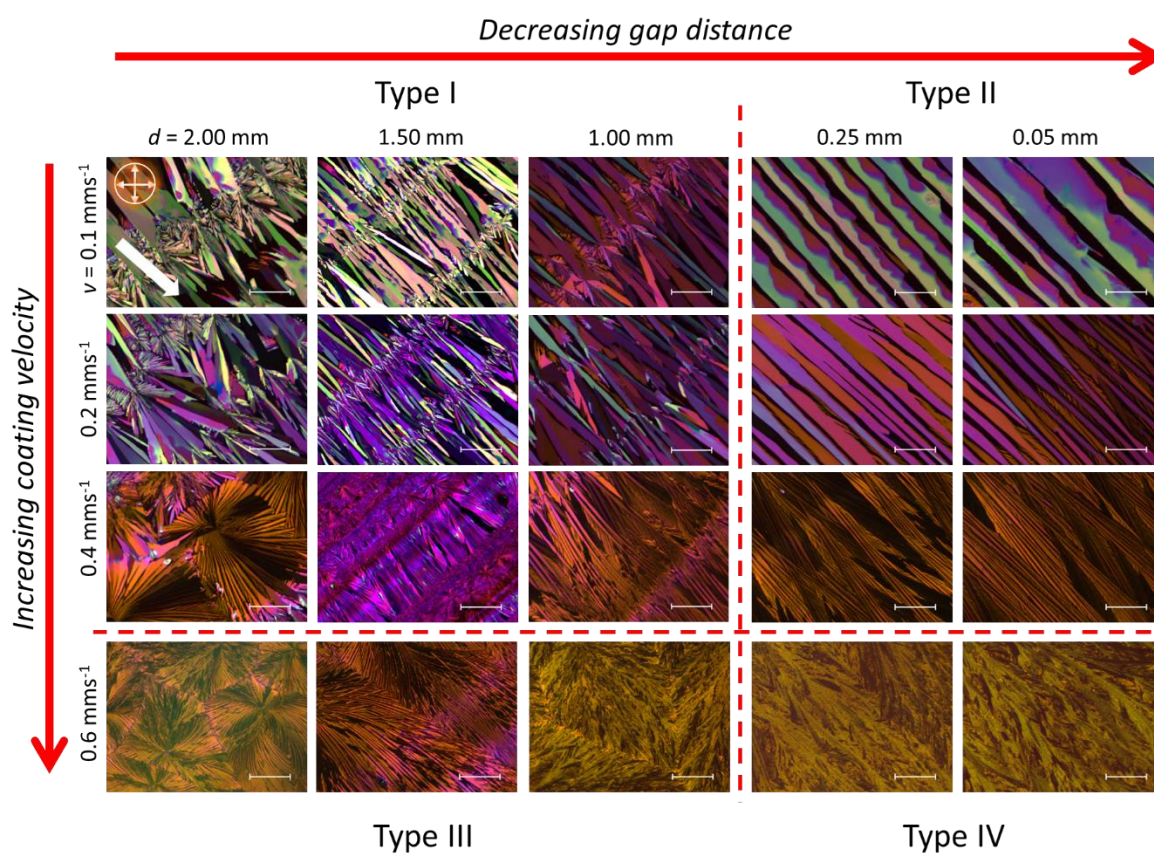 Decreasing gap distance
Type I
Type II
d = 2.00 mm
1.50 mm
1.00 mm
0.25 mm
0.05 mm
Increasing coating velocity
v = 0.1 mms⁻¹
0.2 mms⁻¹
0.4 mms⁻¹
0.6 mms⁻¹
Type III
Type IV